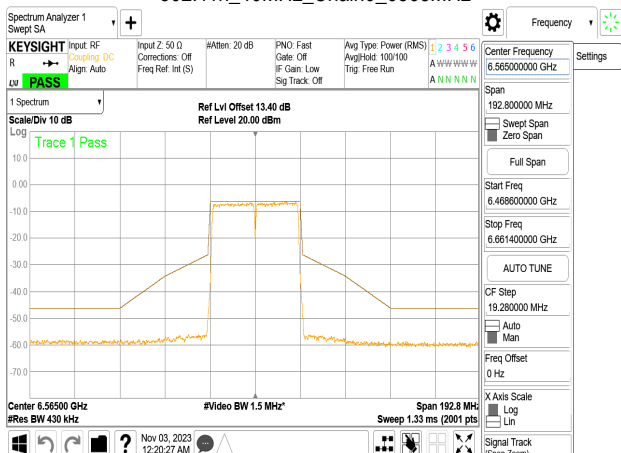 Spectrum Analyzer 1
Swept SA
Frequency
Settings
KEYSIGHT
R
LXI
PASS
Input: RF
Coupling: DC
Align: Auto
Input Z: 50 Ω
Corrections: Off
Freq Ref: Int (S)
#Atten: 20 dB
PNO: Fast
Gate: Off
IF Gain: Low
Sig Track: Off
Avg Type: Power (RMS)
Avg|Hold: 100/100
Trig: Free Run
1 2 3 4 5 6
A W W W W W
A N N N N N
1 Spectrum
Scale/Div 10 dB
Ref Lvl Offset 13.40 dB
Ref Level 20.00 dBm
Log
Trace 1 Pass
10.0
0.00
-10.0
-20.0
-30.0
-40.0
-50.0
-60.0
-70.0
Center 6.56500 GHz
#Video BW 1.5 MHz*
Span 192.8 MHz
#Res BW 430 kHz
Sweep 1.33 ms (2001 pts
Nov 03, 2023
12:20:27 AM
Center Frequency
6.565000000 GHz
Span
192.800000 MHz
Swept Span
Zero Span
Full Span
Start Freq
6.468600000 GHz
Stop Freq
6.661400000 GHz
AUTO TUNE
CF Step
19.280000 MHz
Auto
Man
Freq Offset
0 Hz
X Axis Scale
Log
Lin
Signal Track